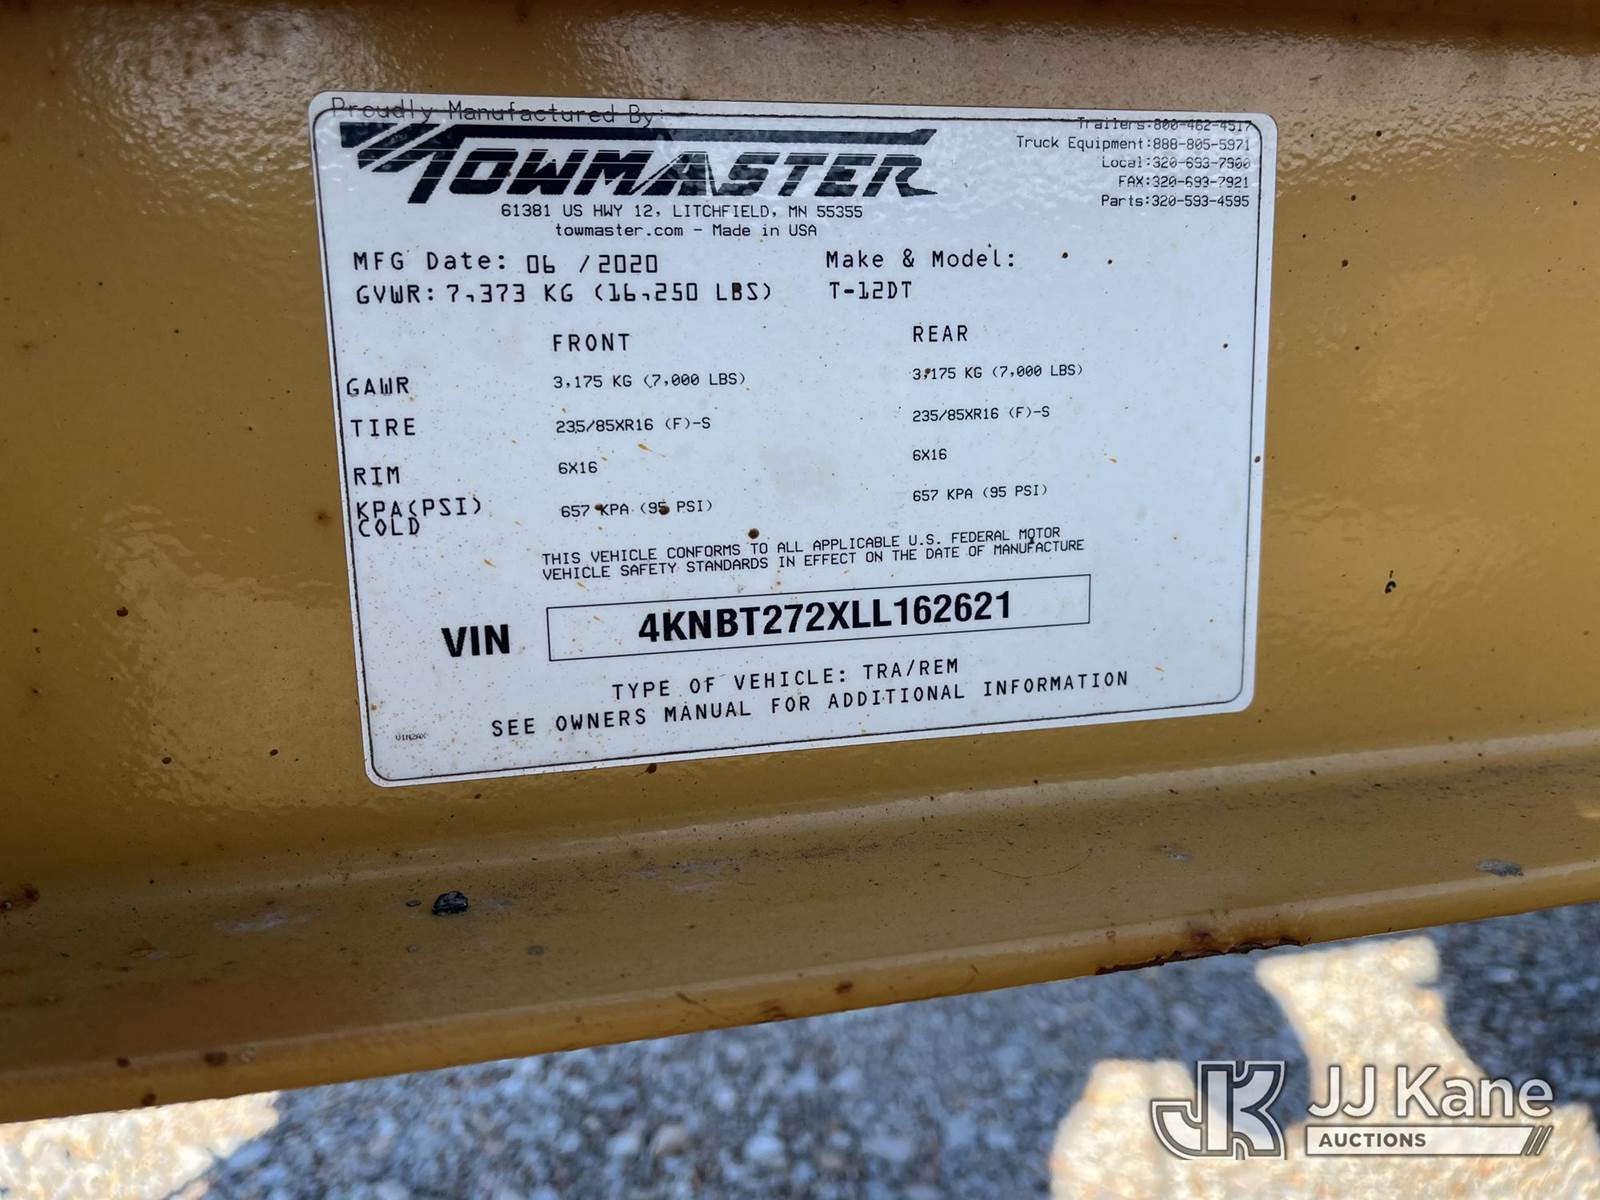 Proudly Manufactured By:
TOWMASTER
61381 US HWY 12, LITCHFIELD, MN 55355
towmaster.com - Made in USA
Trailers:800-462-4517
Truck Equipment:888-805-5971
Local:320-693-7900
FAX:320-693-7921
Parts:320-593-4595
MFG Date: 06 /2020
Make & Model:
GVWR: 7,373 KG (16,250 LBS)
T-12DT
FRONT
REAR
GAWR 3,175 KG (7,000 LBS) 3,175 KG (7,000 LBS)
TIRE 235/85XR16 (F)-S 235/85XR16 (F)-S
RIM 6X16 6X16
KPA(PSI) 657 KPA (95 PSI) 657 KPA (95 PSI)
COLD
THIS VEHICLE CONFORMS TO ALL APPLICABLE U.S. FEDERAL MOTOR
VEHICLE SAFETY STANDARDS IN EFFECT ON THE DATE OF MANUFACTURE
VIN 4KNBT272XLL162621
TYPE OF VEHICLE: TRA/REM
SEE OWNERS MANUAL FOR ADDITIONAL INFORMATION
JK JJ Kane
AUCTIONS